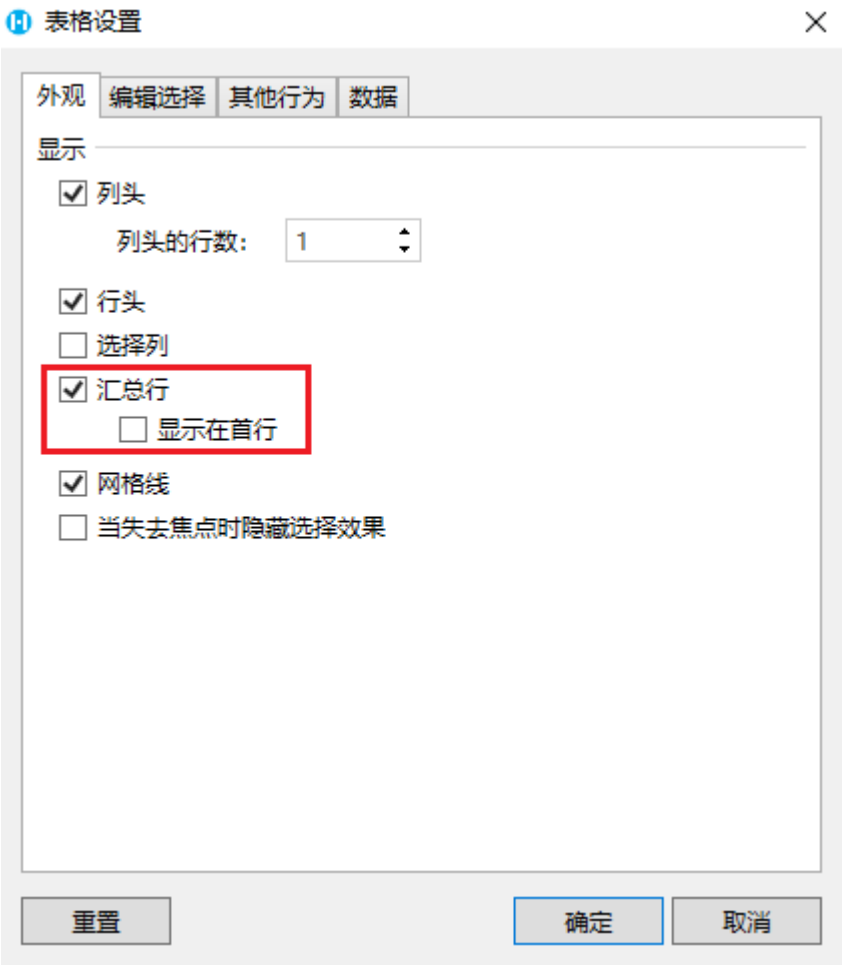 表格设置
外观 编辑选择 其他行为 数据
显示
列头
列头的行数: 1
行头
选择列
汇总行
显示在首行
网格线
当失去焦点时隐藏选择效果
重置 确定 取消